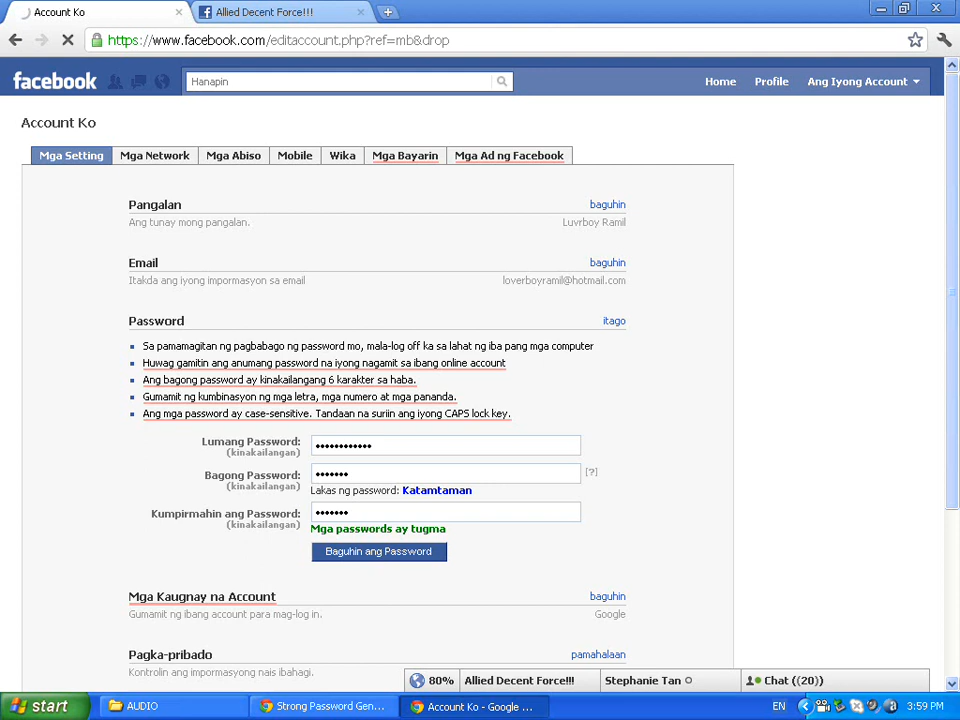 Account Ko
Allied Decent Force!!!
https://www.facebook.com/editaccount.php?ref=mb&drop
facebook
Hanapin
Home
Profile
Ang Iyong Account
Account Ko
Mga Setting
Mga Network
Mga Abiso
Mobile
Wika
Mga Bayarin
Mga Ad ng Facebook
Pangalan
baguhin
Ang tunay mong pangalan.
Luvrboy Ramil
Email
baguhin
Itakda ang iyong impormasyon sa email
loverboyramil@hotmail.com
Password
itago
Sa pamamagitan ng pagbabago ng password mo, mala-log off ka sa lahat ng iba pang mga computer
Huwag gamitin ang anumang password na iyong nagamit sa ibang online account
Ang bagong password ay kinakailangang 6 karakter sa haba.
Gumamit ng kumbinasyon ng mga letra, mga numero at mga pananda.
Ang mga password ay case-sensitive. Tandaan na suriin ang iyong CAPS lock key.
Lumang Password:
(kinakailangan)
Bagong Password:
[?]
(kinakailangan)
Lakas ng password: Katamtaman
Kumpirmahin ang Password:
(kinakailangan)
Mga passwords ay tugma
Baguhin ang Password
Mga Kaugnay na Account
baguhin
Gumamit ng ibang account para mag-log in.
Google
Pagka-pribado
pamahalaan
Kontrolin ang impormasyong nais ibahagi.
80%
Allied Decent Force!!!
Stephanie Tan
Chat ((20))
start
AUDIO
Strong Password Gen...
Account Ko - Google ...
EN
3:59 PM